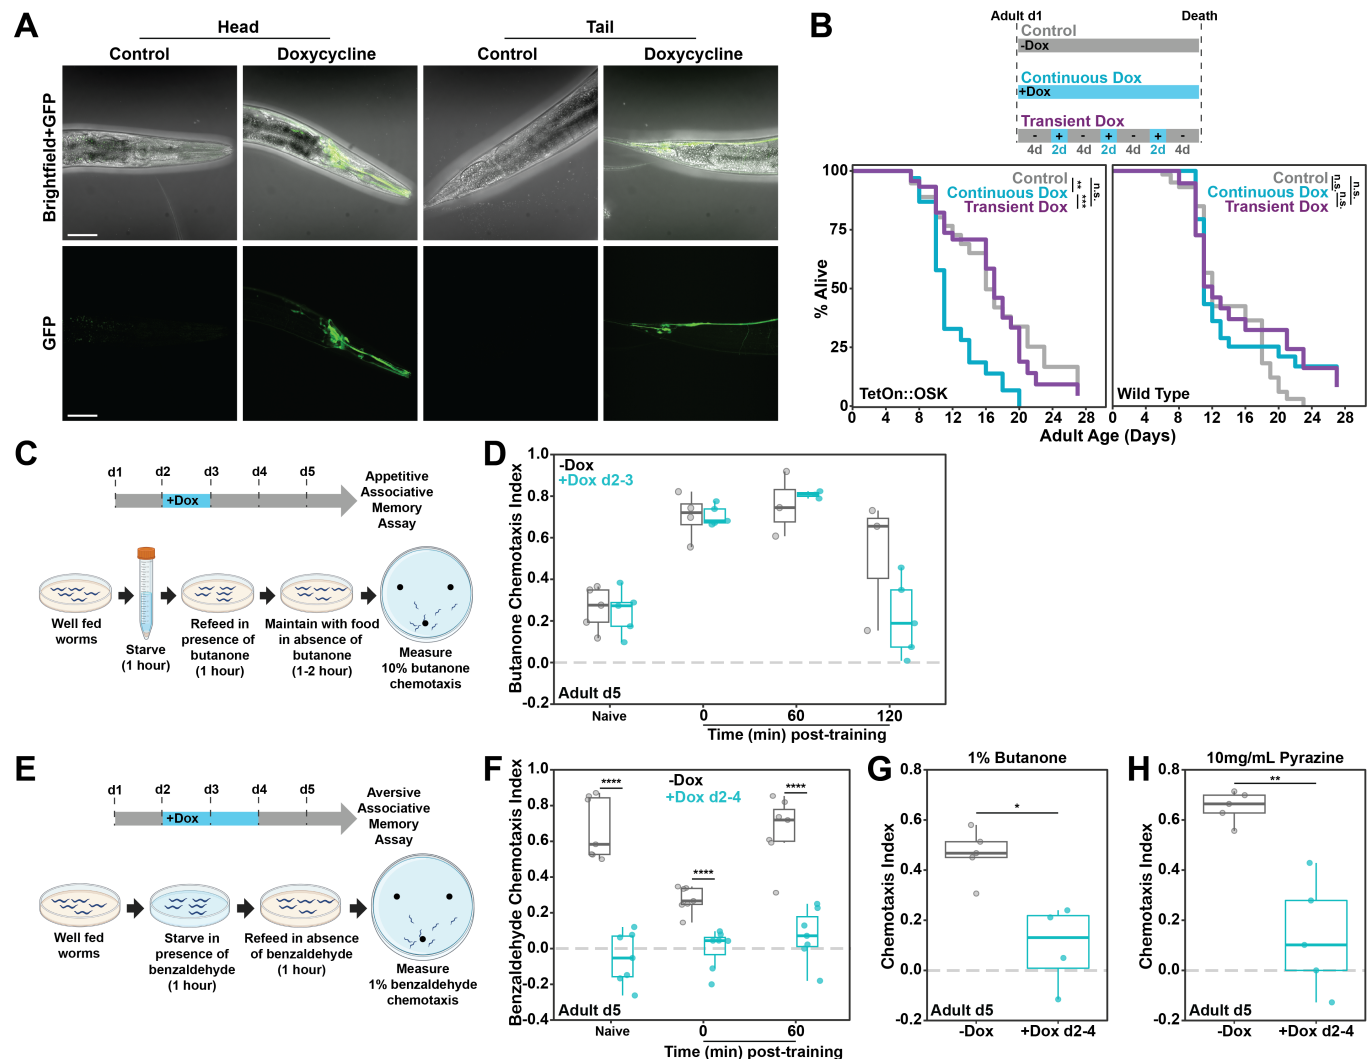 A
Head
Tail
Control
Doxycycline
Control
Doxycycline
Brightfield+GFP
GFP
B
Adult d1
Death
Control
-Dox
Continuous Dox
+Dox
Transient Dox
- + - + - + -
4d 2d 4d 2d 4d 2d 4d
% Alive
100
75
50
25
0
Control
Continuous Dox
Transient Dox
**
***
n.s.
TetOn::OSK
0 4 8 12 16 20 24 28
Control
Continuous Dox
Transient Dox
n.s.
n.s.
n.s.
Wild Type
0 4 8 12 16 20 24 28
Adult Age (Days)
C
d1 d2 d3 d4 d5
+Dox
Appetitive
Associative
Memory
Assay
Well fed
worms
Starve
(1 hour)
Refeed in
presence of
butanone
(1 hour)
Maintain with food
in absence of
butanone
(1-2 hour)
Measure
10% butanone
chemotaxis
D
Butanone Chemotaxis Index
1.0
0.8
0.6
0.4
0.2
0.0
-0.2
-Dox
+Dox d2-3
Adult d5
Naive 0 60 120
Time (min) post-training
E
d1 d2 d3 d4 d5
+Dox
Aversive
Associative
Memory
Assay
Well fed
worms
Starve in
presence of
benzaldehyde
(1 hour)
Refeed in absence
of benzaldehyde
(1 hour)
Measure
1% benzaldehyde
chemotaxis
F
Benzaldehyde Chemotaxis Index
1.0
0.8
0.6
0.4
0.2
0.0
-0.2
-0.4
-Dox
+Dox d2-4
****
****
****
Adult d5
Naive 0 60
Time (min) post-training
G
1% Butanone
Chemotaxis Index
0.8
0.6
0.4
0.2
0.0
-0.2
*
Adult d5
-Dox +Dox d2-4
H
10mg/mL Pyrazine
Chemotaxis Index
0.8
0.6
0.4
0.2
0.0
-0.2
**
Adult d5
-Dox +Dox d2-4